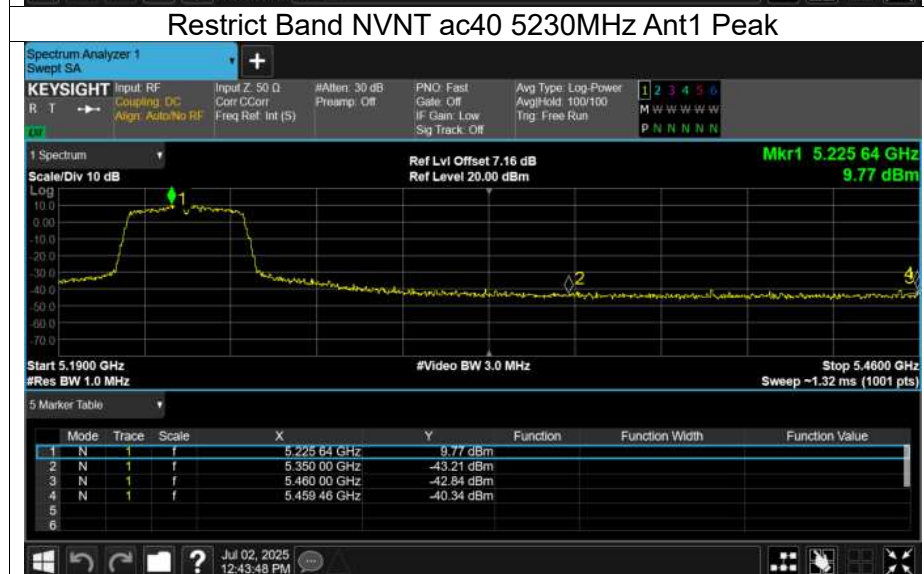 Restrict Band NVNT ac40 5230MHz Ant1 Peak
Spectrum Analyzer 1
Swept SA
+
KEYSIGHT Input: RF Input Z: 50 Ω #Atten: 30 dB PNO: Fast Avg Type: Log-Power 1 2 3 4 5 6
R T Coupling: DC Corr CCorr Preamp: Off Gate: Off Avg|Hold: 100/100 M W W W W W
Align: Auto/No RF Freq Ref: Int (S) IF Gain: Low Trig: Free Run
LXI Sig Track: Off P N N N N N
1 Spectrum Ref Lvl Offset 7.16 dB Mkr1 5.225 64 GHz
Scale/Div 10 dB Ref Level 20.00 dBm 9.77 dBm
Log
10.0
0.00
-10.0
-20.0
-30.0
-40.0
-50.0
-60.0
-70.0
1
2
4
Start 5.1900 GHz #Video BW 3.0 MHz Stop 5.4600 GHz
#Res BW 1.0 MHz Sweep ~1.32 ms (1001 pts)
5 Marker Table
Mode Trace Scale X Y Function Function Width Function Value
1 N 1 f 5.225 64 GHz 9.77 dBm
2 N 1 f 5.350 00 GHz -43.21 dBm
3 N 1 f 5.460 00 GHz -42.84 dBm
4 N 1 f 5.459 46 GHz -40.34 dBm
5
6
? Jul 02, 2025
12:43:48 PM